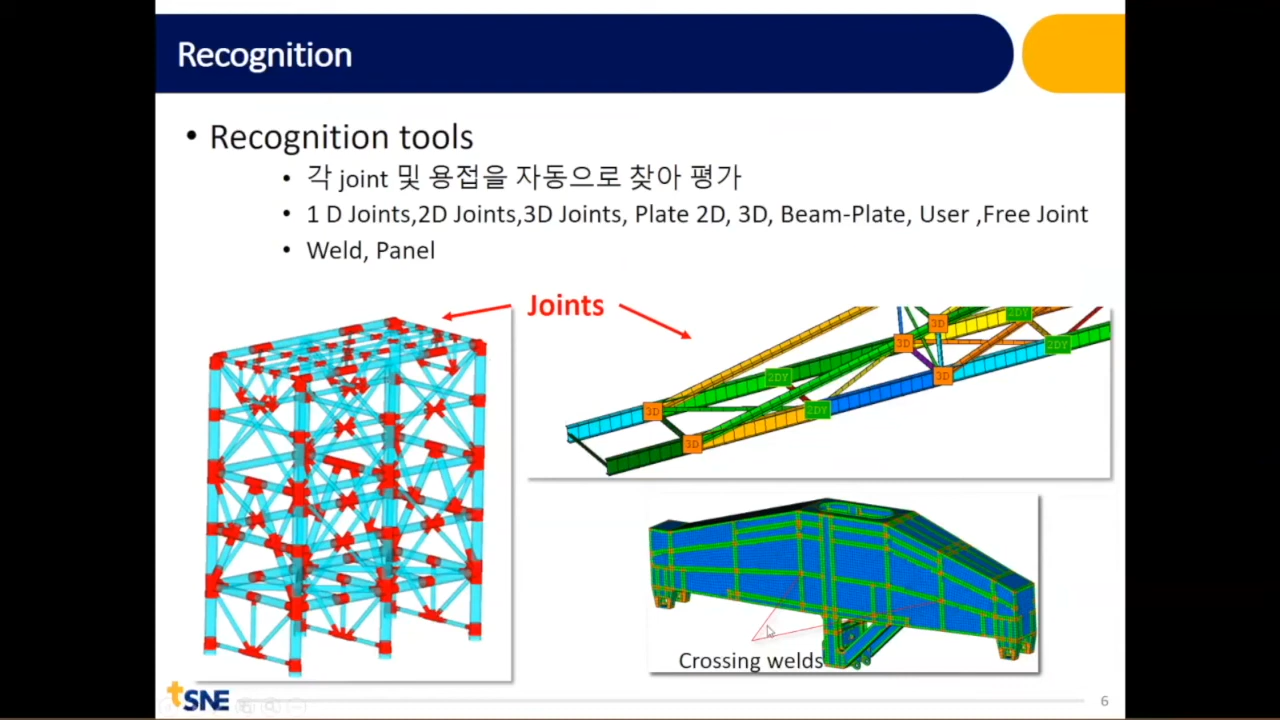 Recognition
• Recognition tools
• 각 joint 및 용접을 자동으로 찾아 평가
• 1 D Joints,2D Joints,3D Joints, Plate 2D, 3D, Beam-Plate, User ,Free Joint
• Weld, Panel
Joints
3D
2DY
3D
2DY
2DY
3D
3D
2DY
3D
Crossing welds
tSNE
6